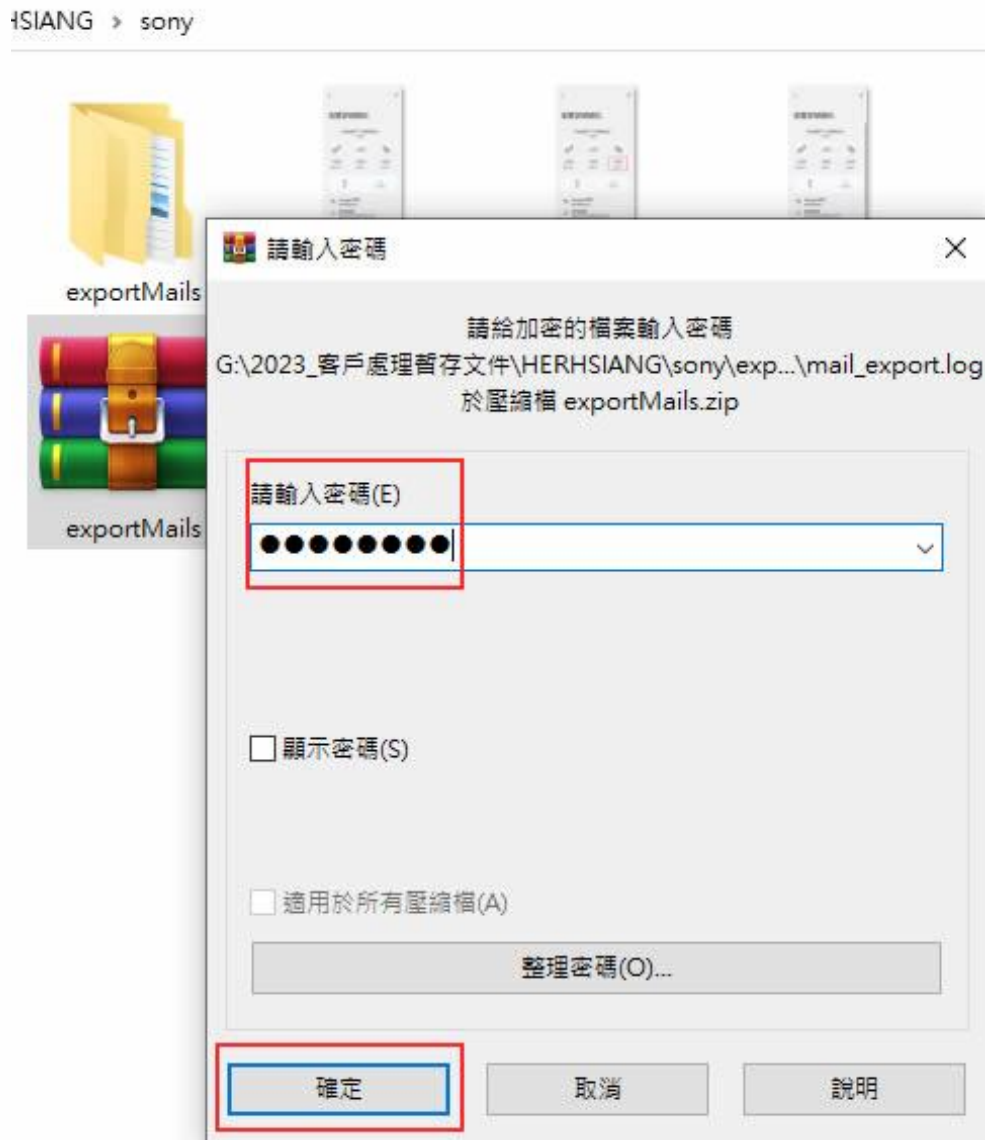 HSIANG > sony
exportMails
exportMails
請輸入密碼
請給加密的檔案輸入密碼
G:\2023_客戶處理暫存文件\HERHSIANG\sony\exp...\mail_export.log
於壓縮檔 exportMails.zip
請輸入密碼(E)
●●●●●●●●
顯示密碼(S)
適用於所有壓縮檔(A)
整理密碼(O)...
確定
取消
說明